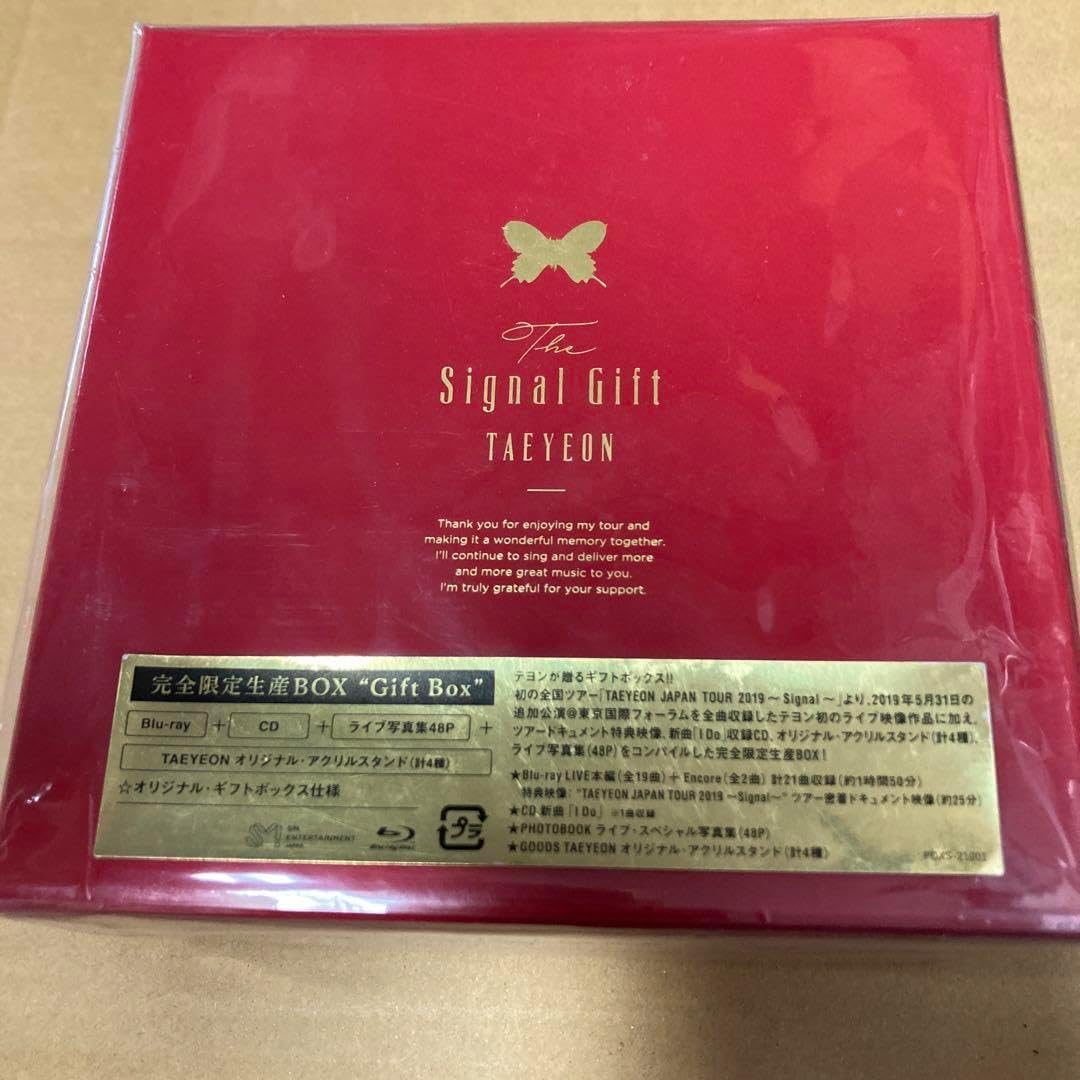 The
Signal Gift
TAEYEON
Thank you for enjoying my tour and
making it a wonderful memory together.
I'll continue to sing and deliver more
and more great music to you.
I'm truly grateful for your support.
完全限定生産BOX “Gift Box”
Blu-ray + CD + ライブ写真集48P +
TAEYEON オリジナル・アクリルスタンド(計4種)
☆オリジナル・ギフトボックス仕様
SM ENTERTAINMENT JAPAN
Blu-ray Disc
プラ
テヨンが贈るギフトボックス!!
初の全国ツアー「TAEYEON JAPAN TOUR 2019 ～ Signal ～」より、2019年5月31日の
追加公演@東京国際フォーラムを全曲収録したテヨン初のライブ映像作品に加え、
ツアードキュメント特典映像、新曲「I Do」収録CD、オリジナル・アクリルスタンド(計4種)、
ライブ写真集(48P)をコンパイルした完全限定生産BOX!
★Blu-ray LIVE本編(全19曲)＋Encore(全2曲) 計21曲収録(約1時間50分)
特典映像: "TAEYEON JAPAN TOUR 2019 ～Signal～" ツアー密着ドキュメント映像(約25分)
★CD 新曲「I Do」 ※1曲収録
★PHOTOBOOK ライブ・スペシャル写真集(48P)
★GOODS TAEYEON オリジナル・アクリルスタンド(計4種)